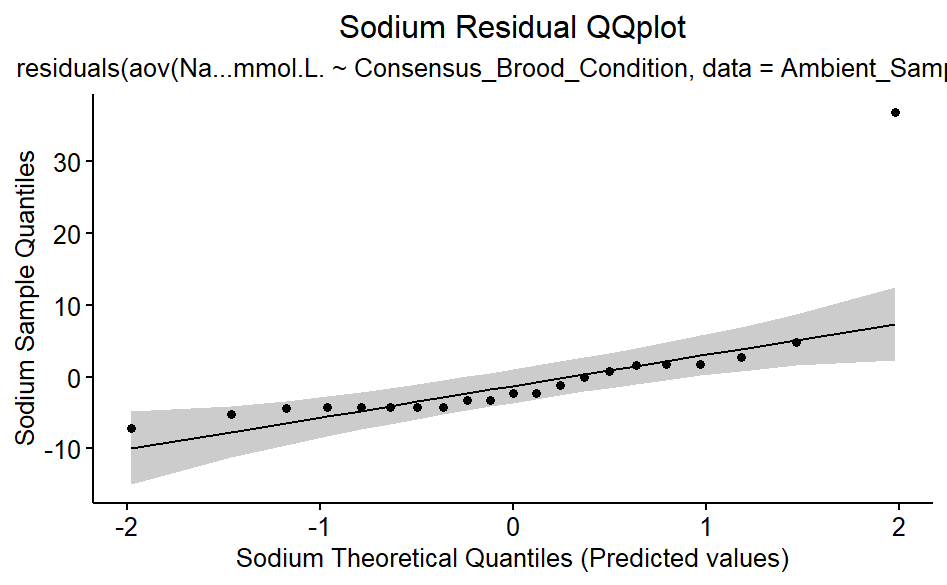 Sodium Residual QQplot
residuals(aov(Na...mmol.L. ~ Consensus_Brood_Condition, data = Ambient_Samp
Sodium Sample Quantiles
30
20
10
0
-10
-2 -1 0 1 2
Sodium Theoretical Quantiles (Predicted values)